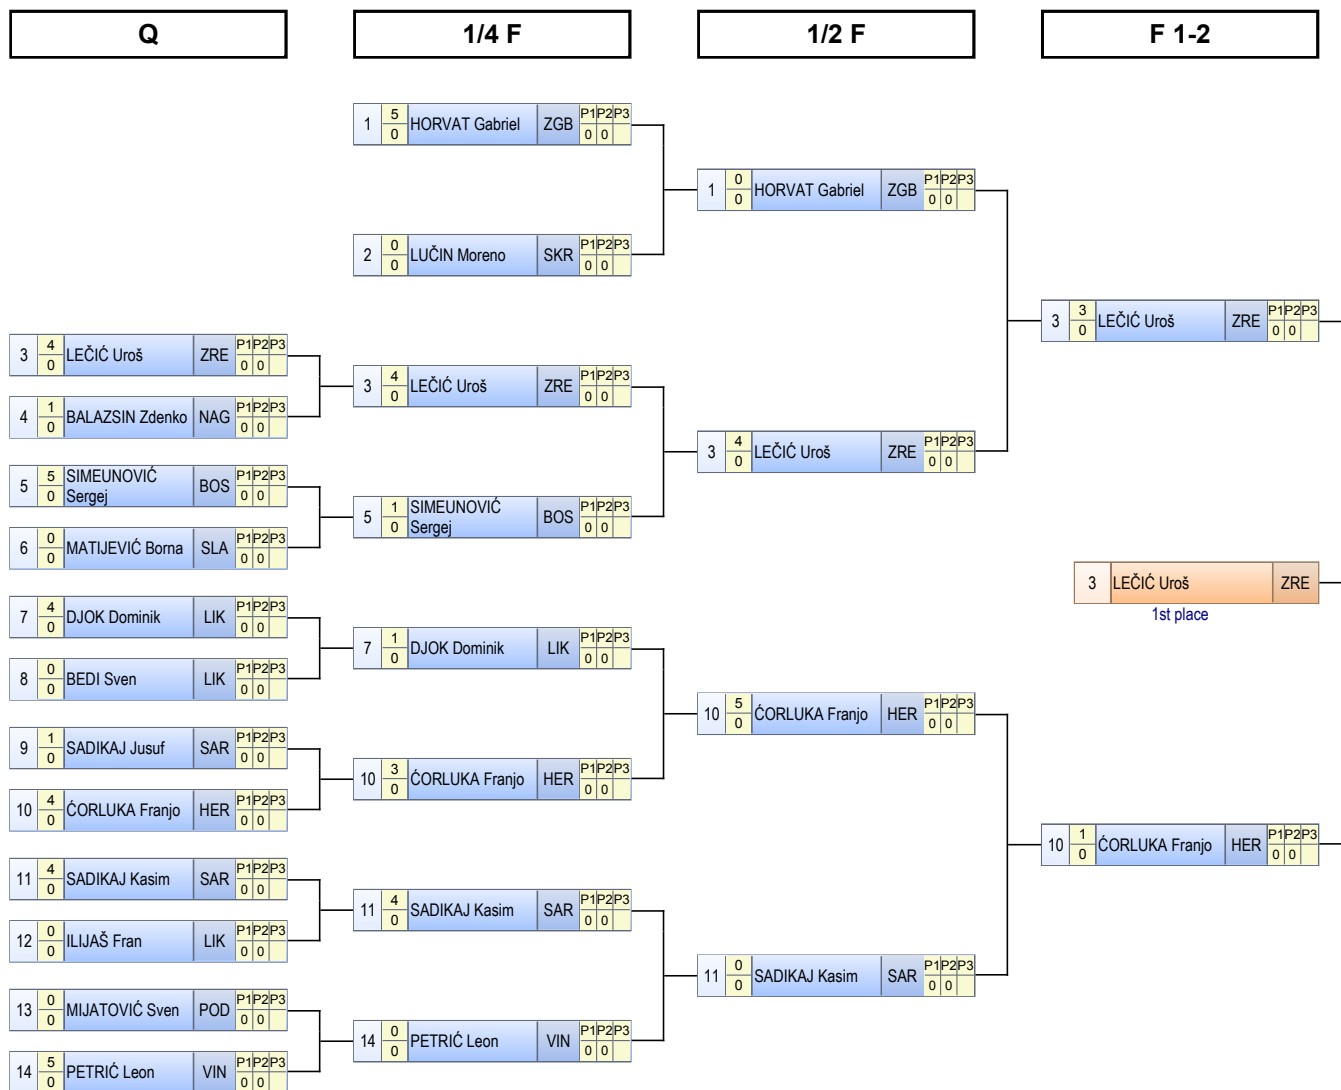 Q
1/4 F
1/2 F
F 1-2
1 5 0 HORVAT Gabriel ZGB P1 P2 P3 0 0
2 0 0 LUČIN Moreno SKR P1 P2 P3 0 0
1 0 0 HORVAT Gabriel ZGB P1 P2 P3 0 0
3 4 0 LEČIĆ Uroš ZRE P1 P2 P3 0 0
4 1 0 BALAZSIN Zdenko NAG P1 P2 P3 0 0
5 5 0 SIMEUNOVIĆ
Sergej BOS P1 P2 P3 0 0
6 0 0 MATIJEVIĆ Borna SLA P1 P2 P3 0 0
7 4 0 DJOK Dominik LIK P1 P2 P3 0 0
8 0 0 BEDI Sven LIK P1 P2 P3 0 0
9 1 0 SADIKAJ Jusuf SAR P1 P2 P3 0 0
10 4 0 ĆORLUKA Franjo HER P1 P2 P3 0 0
11 4 0 SADIKAJ Kasim SAR P1 P2 P3 0 0
12 0 0 ILIJAŠ Fran LIK P1 P2 P3 0 0
13 0 0 MIJATOVIĆ Sven POD P1 P2 P3 0 0
14 5 0 PETRIĆ Leon VIN P1 P2 P3 0 0
3 4 0 LEČIĆ Uroš ZRE P1 P2 P3 0 0
5 1 0 SIMEUNOVIĆ
Sergej BOS P1 P2 P3 0 0
7 1 0 DJOK Dominik LIK P1 P2 P3 0 0
10 3 0 ĆORLUKA Franjo HER P1 P2 P3 0 0
11 4 0 SADIKAJ Kasim SAR P1 P2 P3 0 0
14 0 0 PETRIĆ Leon VIN P1 P2 P3 0 0
3 4 0 LEČIĆ Uroš ZRE P1 P2 P3 0 0
10 5 0 ĆORLUKA Franjo HER P1 P2 P3 0 0
11 0 0 SADIKAJ Kasim SAR P1 P2 P3 0 0
3 3 0 LEČIĆ Uroš ZRE P1 P2 P3 0 0
3 LEČIĆ Uroš ZRE
1st place
10 1 0 ĆORLUKA Franjo HER P1 P2 P3 0 0